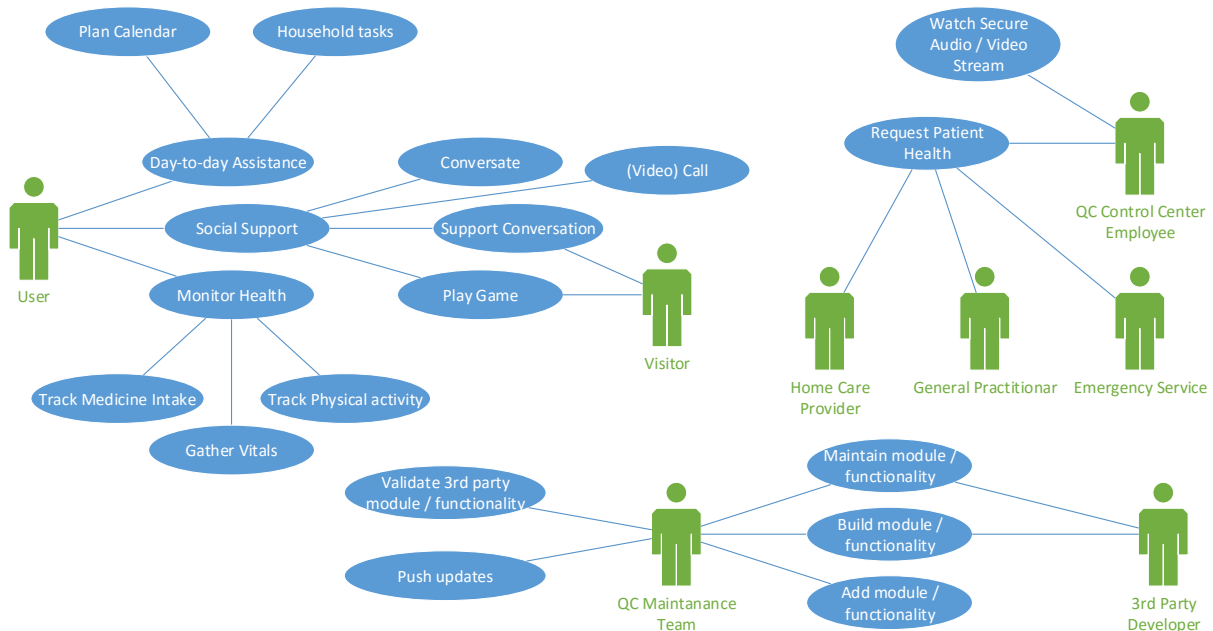 Plan Calendar
Household tasks
Watch Secure
Audio / Video
Stream
Day-to-day Assistance
Conversate
(Video) Call
Request Patient
Health
Social Support
Support Conversation
QC Control Center
Employee
User
Monitor Health
Play Game
Visitor
Home Care
Provider
General Practitionar
Emergency Service
Track Medicine Intake
Track Physical activity
Gather Vitals
Validate 3rd party
module / functionality
Maintain module /
functionality
Build module /
functionality
Push updates
Add module /
functionality
QC Maintanance
Team
3rd Party
Developer